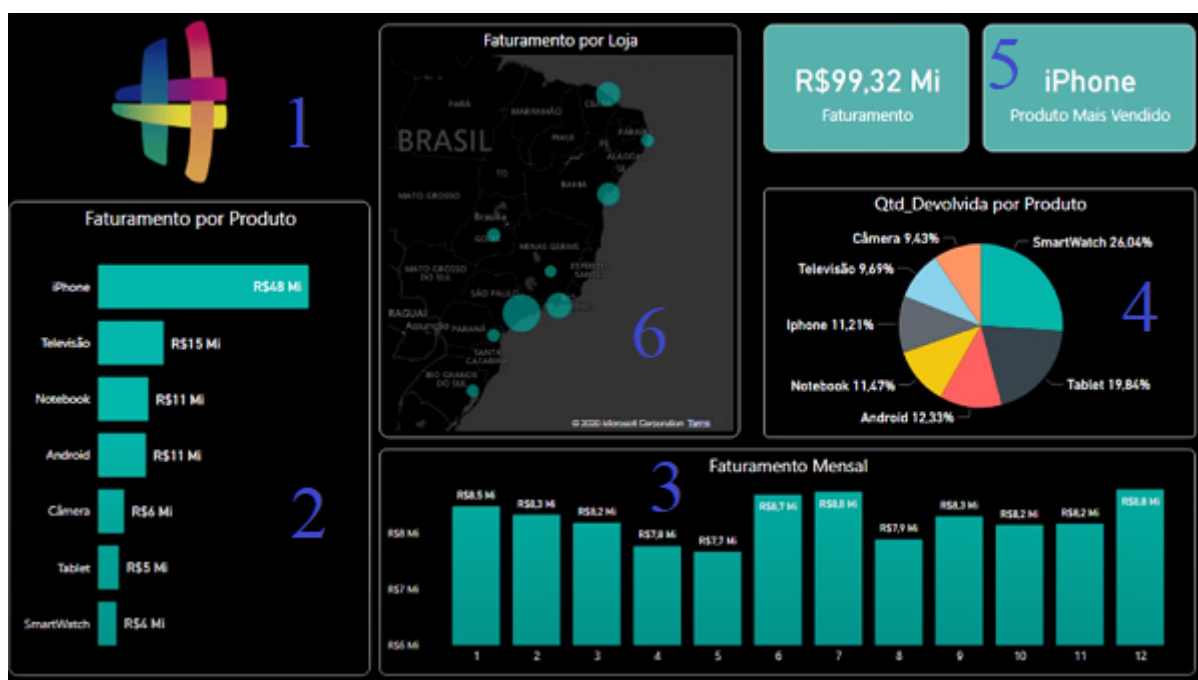 1
Faturamento por Produto
iPhone R$48 Mi
Televisão R$15 Mi
Notebook R$11 Mi
Android R$11 Mi
Câmera R$6 Mi
Tablet R$5 Mi
SmartWatch R$4 Mi
2
Faturamento por Loja
PARÁ
MARANHÃO
CEARÁ
BRASIL
PIAUÍ
PE
ALAGOAS
TO
BAHIA
MATO GROSSO
Brasília
GOIÁS
MINAS GERAIS
MATO GROSSO
DO SUL
ESPÍRITO
SANTO
SÃO PAULO
RIO
Assunção
PARANÁ
SANTA
CATARINA
RIO GRANDE
DO SUL
6
© 2020 Microsoft Corporation Terms
R$99,32 Mi
Faturamento
5
iPhone
Produto Mais Vendido
Qtd_Devolvida por Produto
Câmera 9,43%
SmartWatch 26,04%
Televisão 9,69%
Iphone 11,21%
4
Notebook 11,47%
Tablet 19,84%
Android 12,33%
Faturamento Mensal
3
R$8,5 Mi R$8,3 Mi R$8,2 Mi R$7,8 Mi R$7,7 Mi R$8,7 Mi R$8,8 Mi R$7,9 Mi R$8,3 Mi R$8,2 Mi R$8,2 Mi R$8,8 Mi
R$8 Mi
R$7 Mi
R$6 Mi
1 2 3 4 5 6 7 8 9 10 11 12